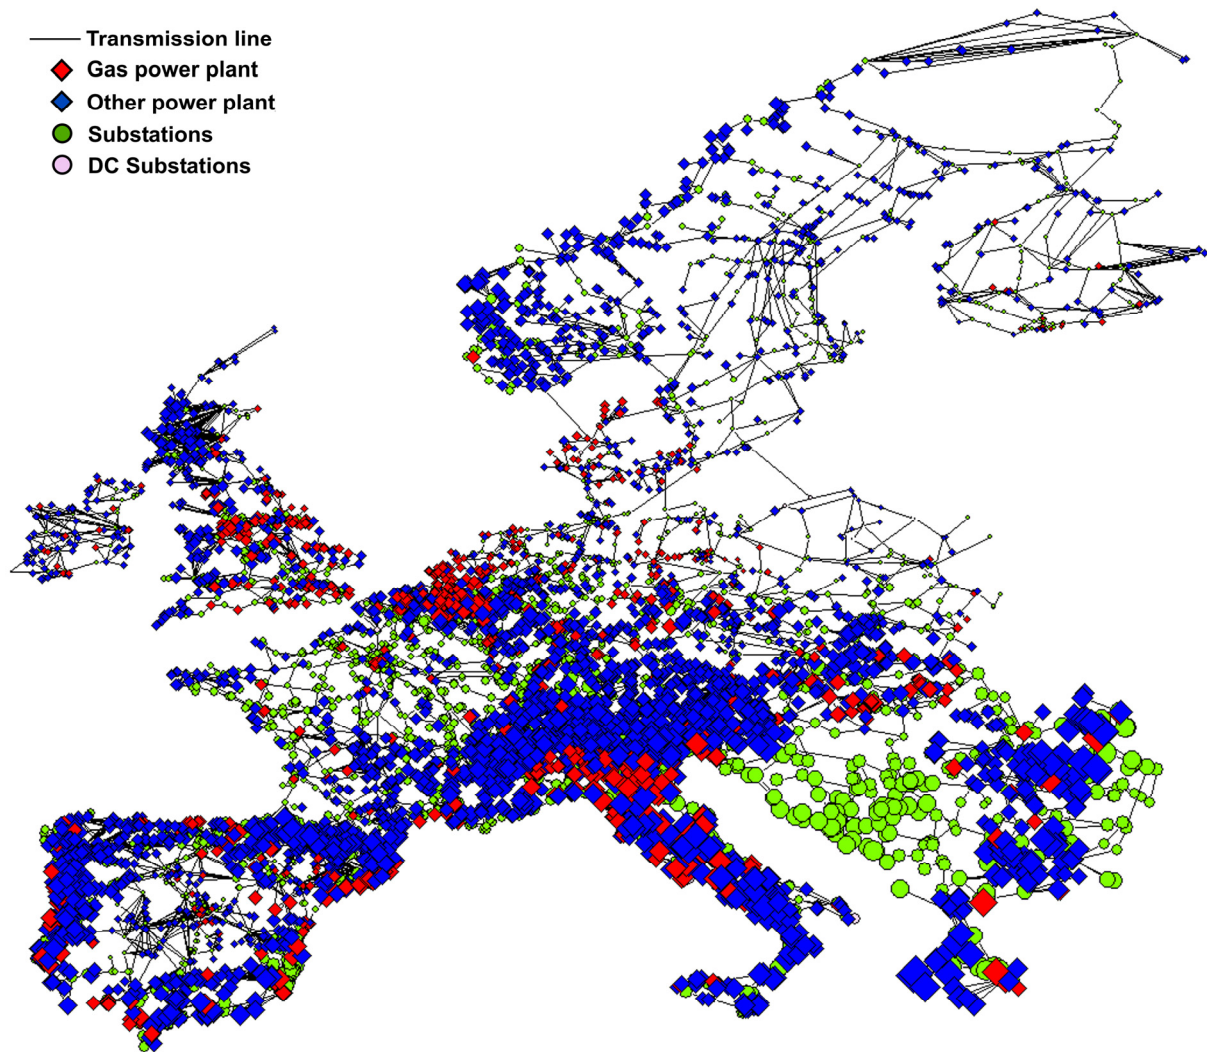 Transmission line
Gas power plant
Other power plant
Substations
DC Substations